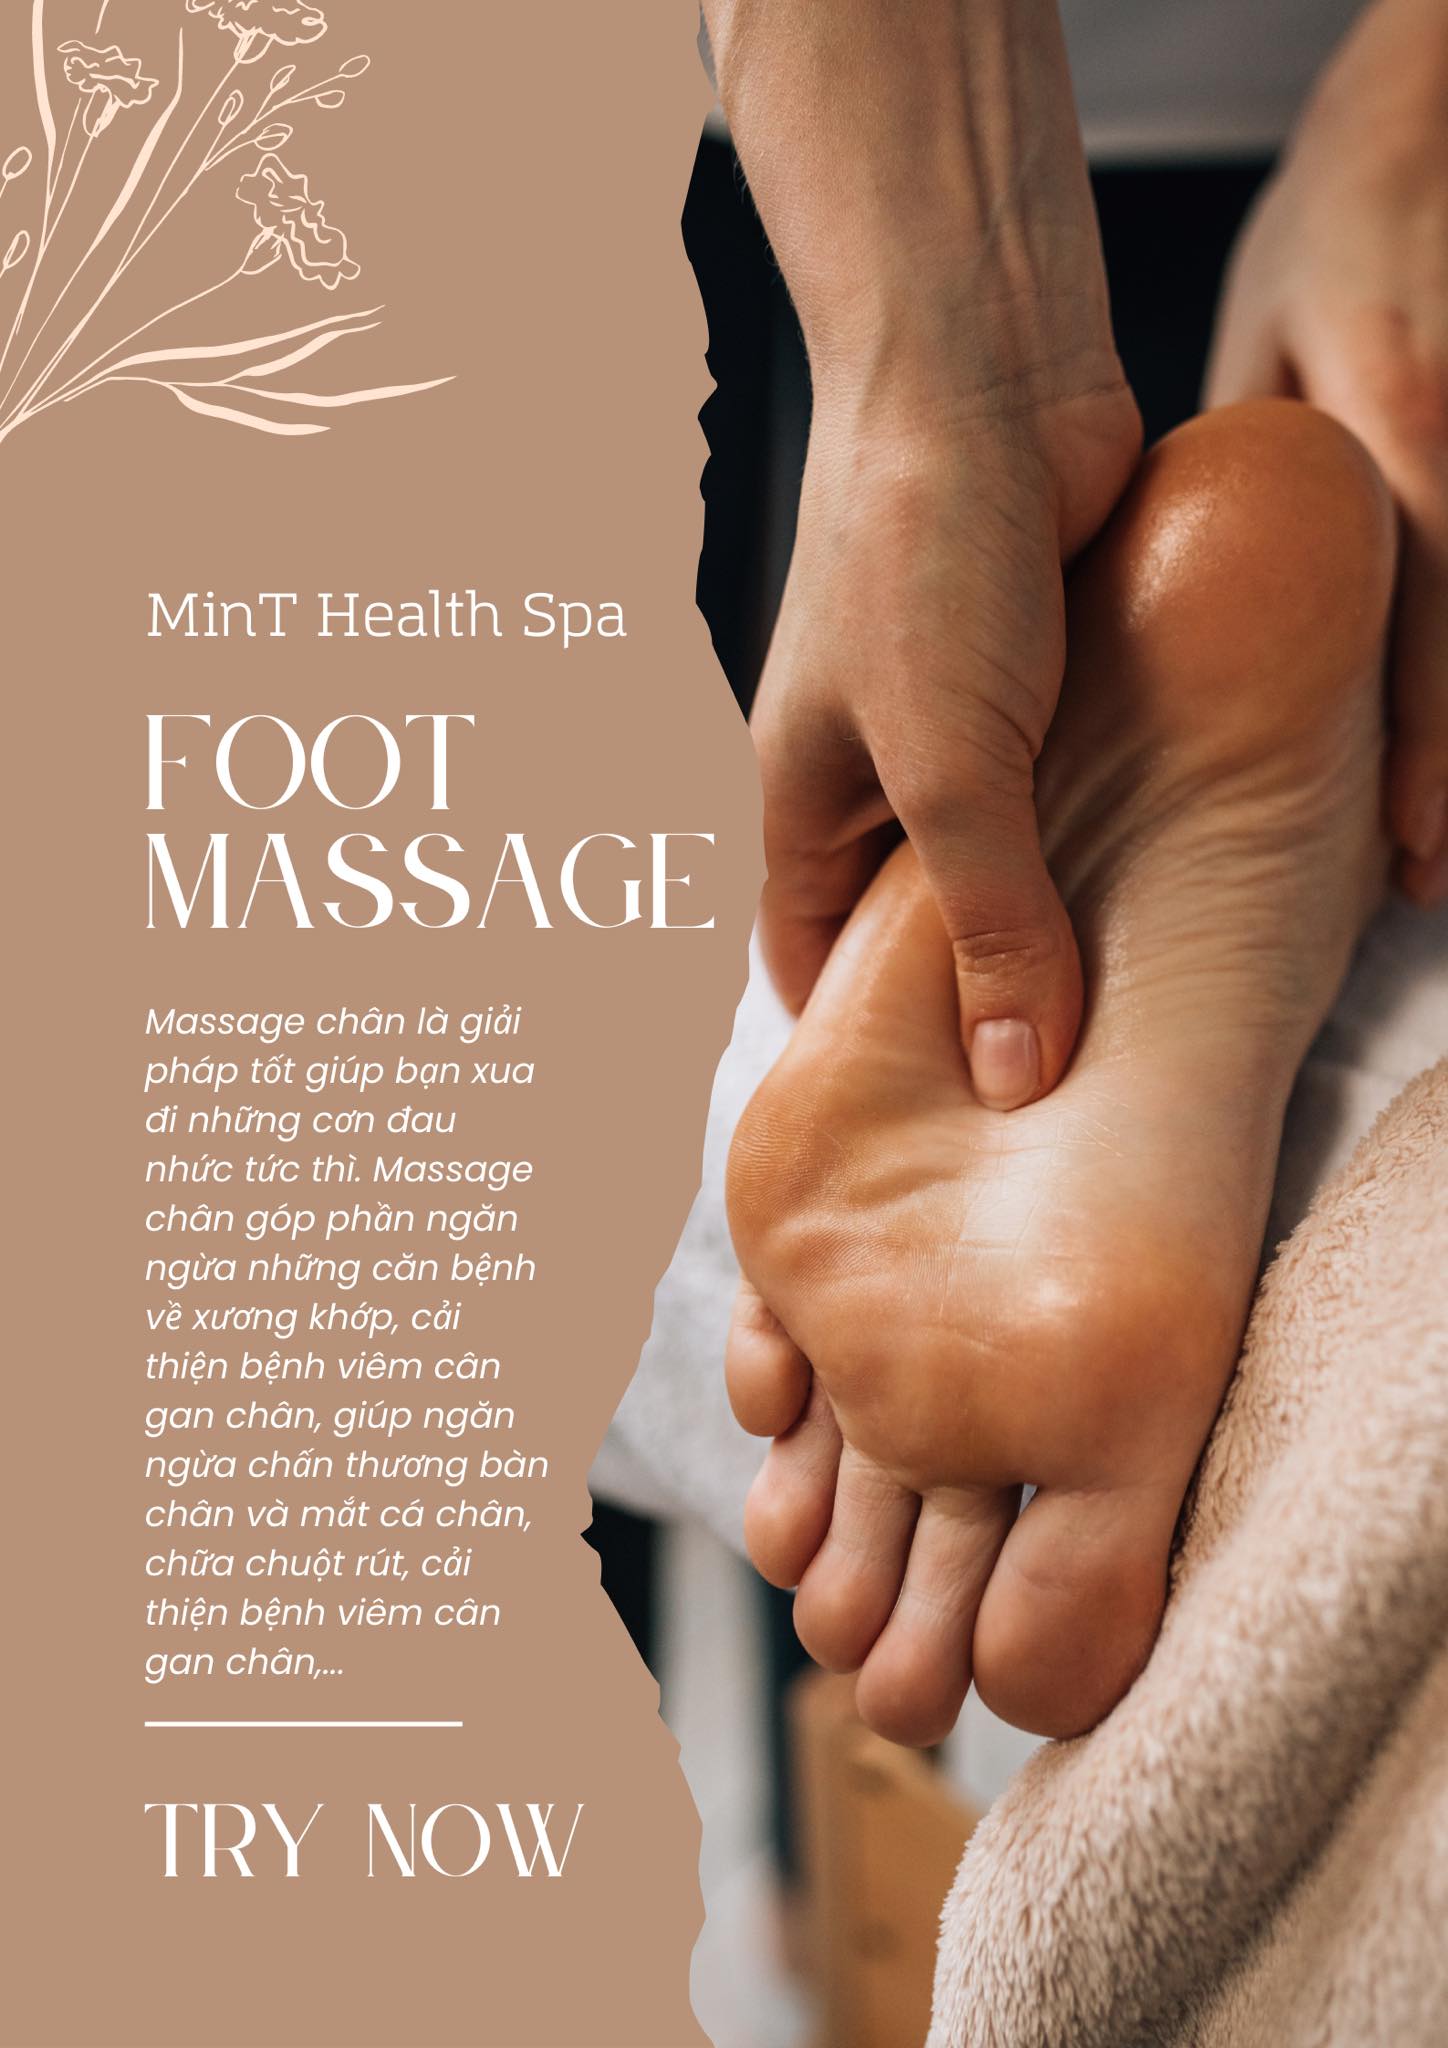 MinT Health Spa
FOOT
MASSAGE
Massage chân là giải
pháp tốt giúp bạn xua
đi những cơn đau
nhức tức thì. Massage
chân góp phần ngăn
ngừa những căn bệnh
về xương khớp, cải
thiện bệnh viêm cân
gan chân, giúp ngăn
ngừa chấn thương bàn
chân và mắt cá chân,
chữa chuột rút, cải
thiện bệnh viêm cân
gan chân,...
TRY NOW